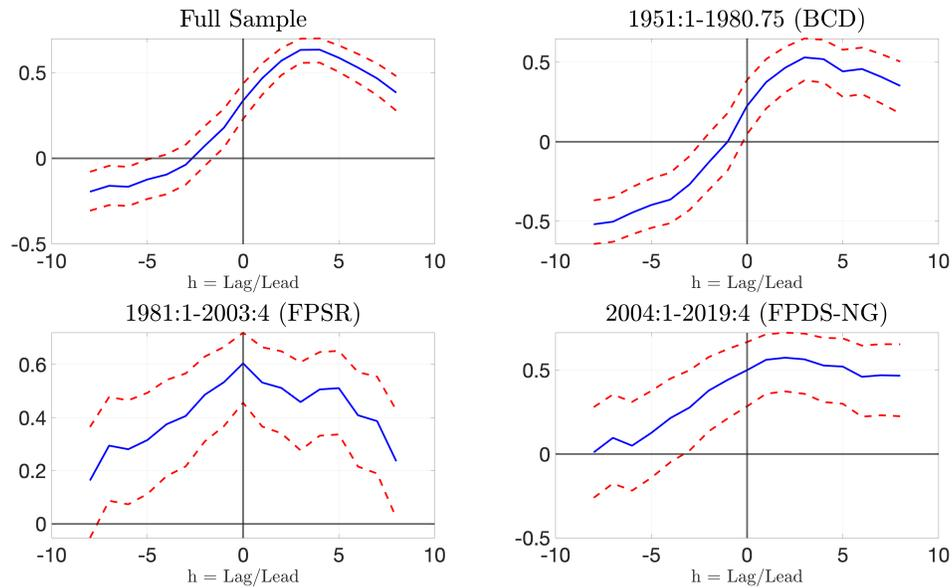 Full Sample
0.5
0
-0.5
-10 -5 0 5 10
h = Lag/Lead
1951:1-1980.75 (BCD)
0.5
0
-0.5
-10 -5 0 5 10
h = Lag/Lead
1981:1-2003:4 (FPSR)
0.6
0.4
0.2
0
-10 -5 0 5 10
h = Lag/Lead
2004:1-2019:4 (FPDS-NG)
0.5
0
-0.5
-10 -5 0 5 10
h = Lag/Lead